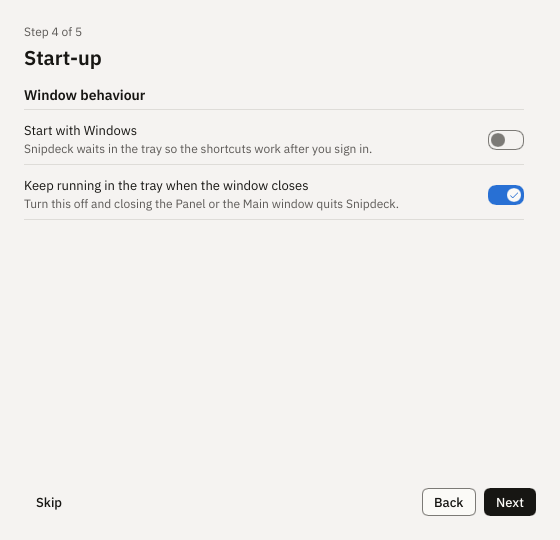 Step 4 of 5
Start-up
Window behaviour
Start with Windows
Snipdeck waits in the tray so the shortcuts work after you sign in.
Keep running in the tray when the window closes
Turn this off and closing the Panel or the Main window quits Snipdeck.
Skip
Back
Next